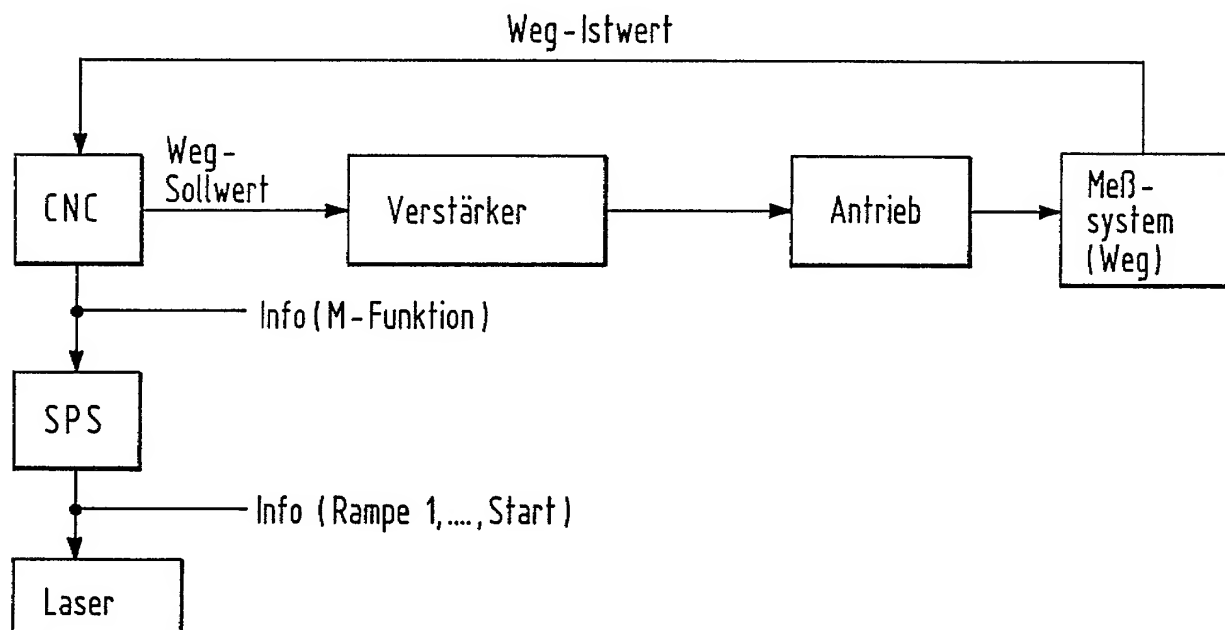 Weg-Istwert
CNC
Weg-
Sollwert
Verstärker
Antrieb
Meß-
system
(Weg)
Info (M-Funktion)
SPS
Info (Rampe 1,...., Start)
Laser